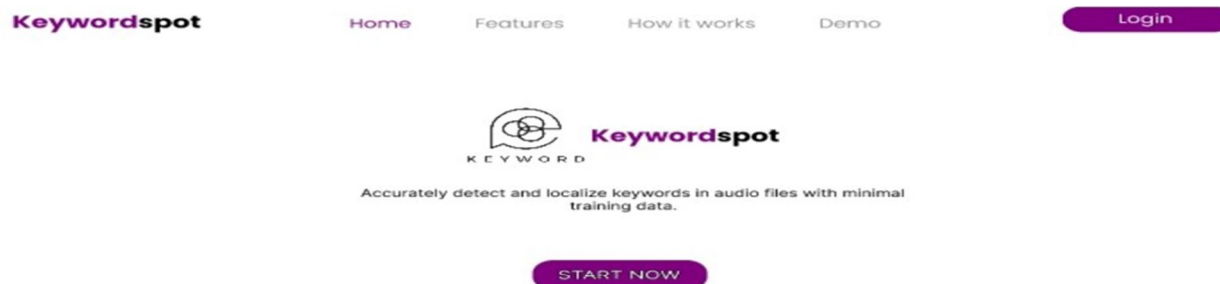 Keywordspot Home Features How it works Demo Login
KEYWORD Keywordspot
Accurately detect and localize keywords in audio files with minimal
training data.
START NOW